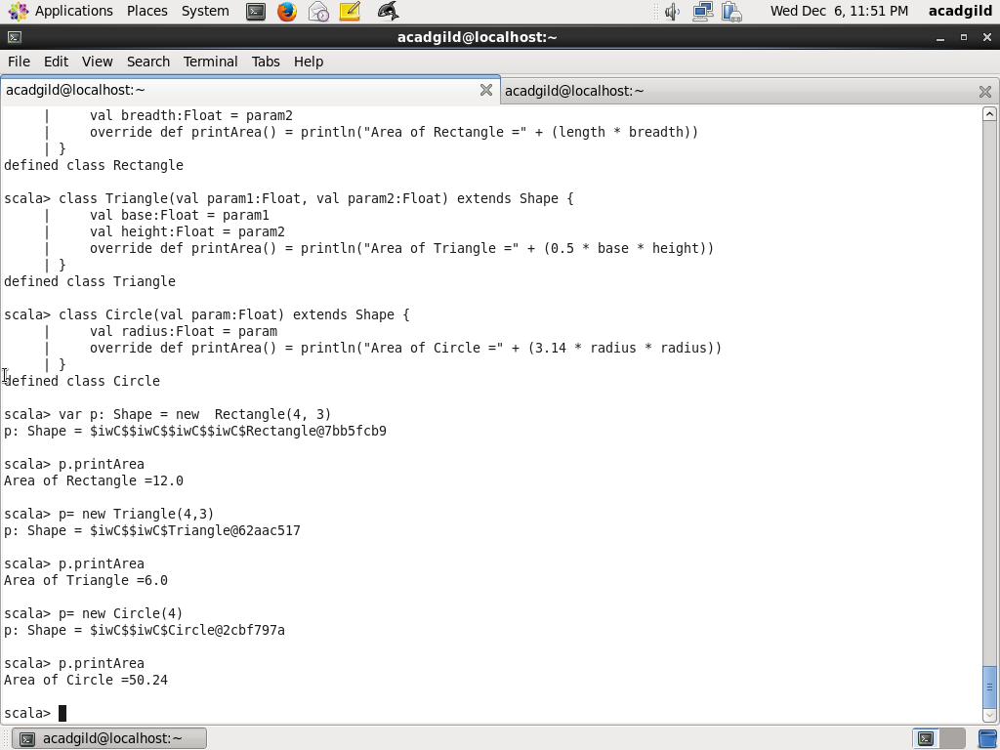 Applications Places System Wed Dec  6, 11:51 PM acadgild
acadgild@localhost:~
File Edit View Search Terminal Tabs Help
acadgild@localhost:~ acadgild@localhost:~
     |     val breadth:Float = param2
     |     override def printArea() = println("Area of Rectangle =" + (length * breadth))
     | }
defined class Rectangle

scala> class Triangle(val param1:Float, val param2:Float) extends Shape {
     |     val base:Float = param1
     |     val height:Float = param2
     |     override def printArea() = println("Area of Triangle =" + (0.5 * base * height))
     | }
defined class Triangle

scala> class Circle(val param:Float) extends Shape {
     |     val radius:Float = param
     |     override def printArea() = println("Area of Circle =" + (3.14 * radius * radius))
     | }
defined class Circle

scala> var p: Shape = new  Rectangle(4, 3)
p: Shape = $iwC$$iwC$$iwC$$iwC$Rectangle@7bb5fcb9

scala> p.printArea
Area of Rectangle =12.0

scala> p= new Triangle(4,3)
p: Shape = $iwC$$iwC$Triangle@62aac517

scala> p.printArea
Area of Triangle =6.0

scala> p= new Circle(4)
p: Shape = $iwC$$iwC$Circle@2cbf797a

scala> p.printArea
Area of Circle =50.24

scala>
acadgild@localhost:~